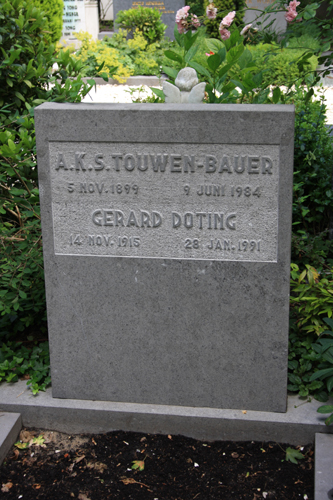 A.K.S. TOUWEN-BAUER
5 NOV. 1899 9 JUNI 1984
GERARD DOTING
14 NOV. 1915 28 JAN. 1991